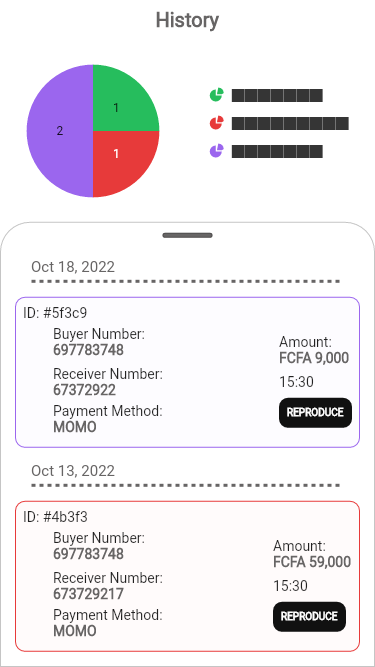 History
1
2
1
Oct 18, 2022
ID: #5f3c9
Buyer Number:
697783748
Receiver Number:
67372922
Payment Method:
MOMO
Amount:
FCFA 9,000
15:30
REPRODUCE
Oct 13, 2022
ID: #4b3f3
Buyer Number:
697783748
Receiver Number:
673729217
Payment Method:
MOMO
Amount:
FCFA 59,000
15:30
REPRODUCE